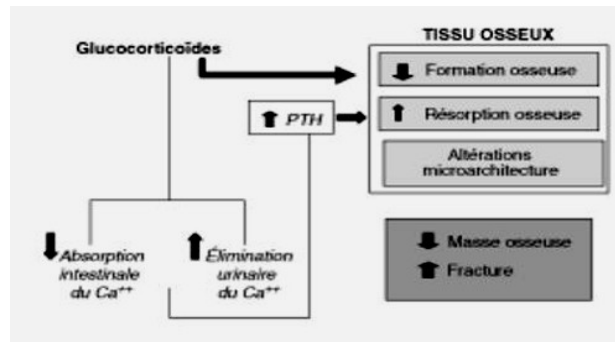 Glucocorticoïdes
TISSU OSSEUX
Formation osseuse
PTH
Résorption osseuse
Altérations
microarchitecture
Absorption
intestinale
du Ca⁺⁺
Élimination
urinaire
du Ca⁺⁺
Masse osseuse
Fracture